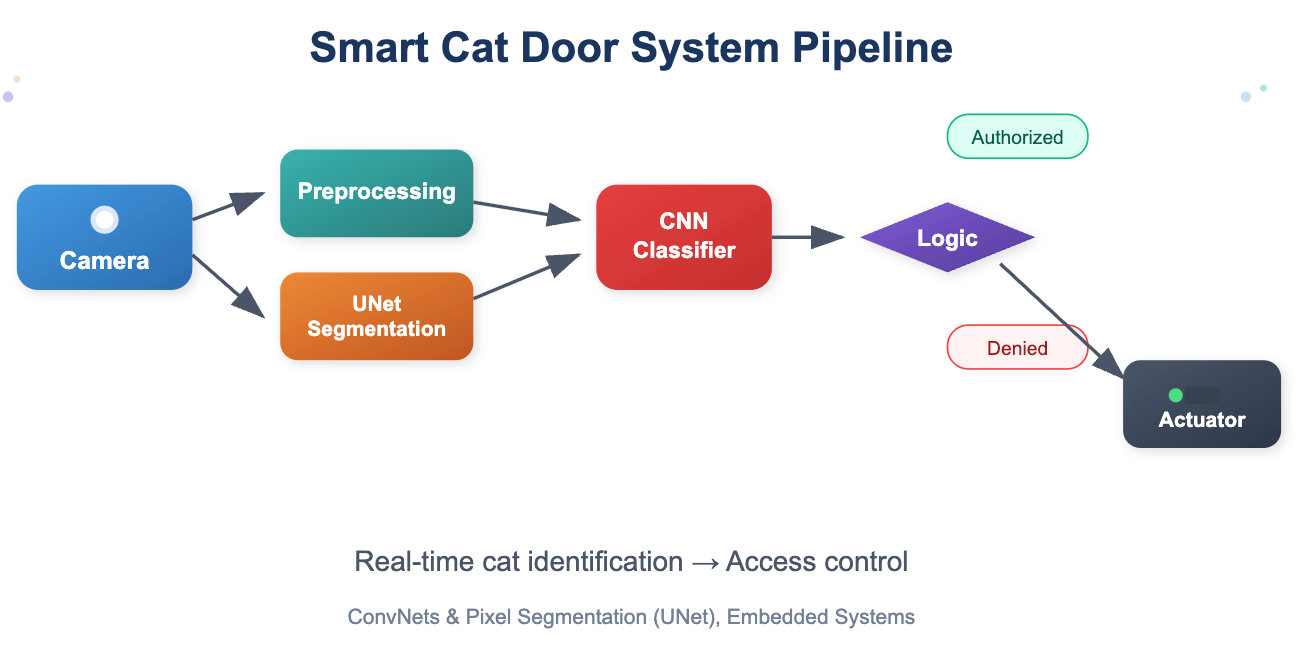 Smart Cat Door System Pipeline
Authorized
Preprocessing
Camera
CNN
Classifier
Logic
UNet
Segmentation
Denied
Actuator
Real-time cat identification → Access control
ConvNets & Pixel Segmentation (UNet), Embedded Systems